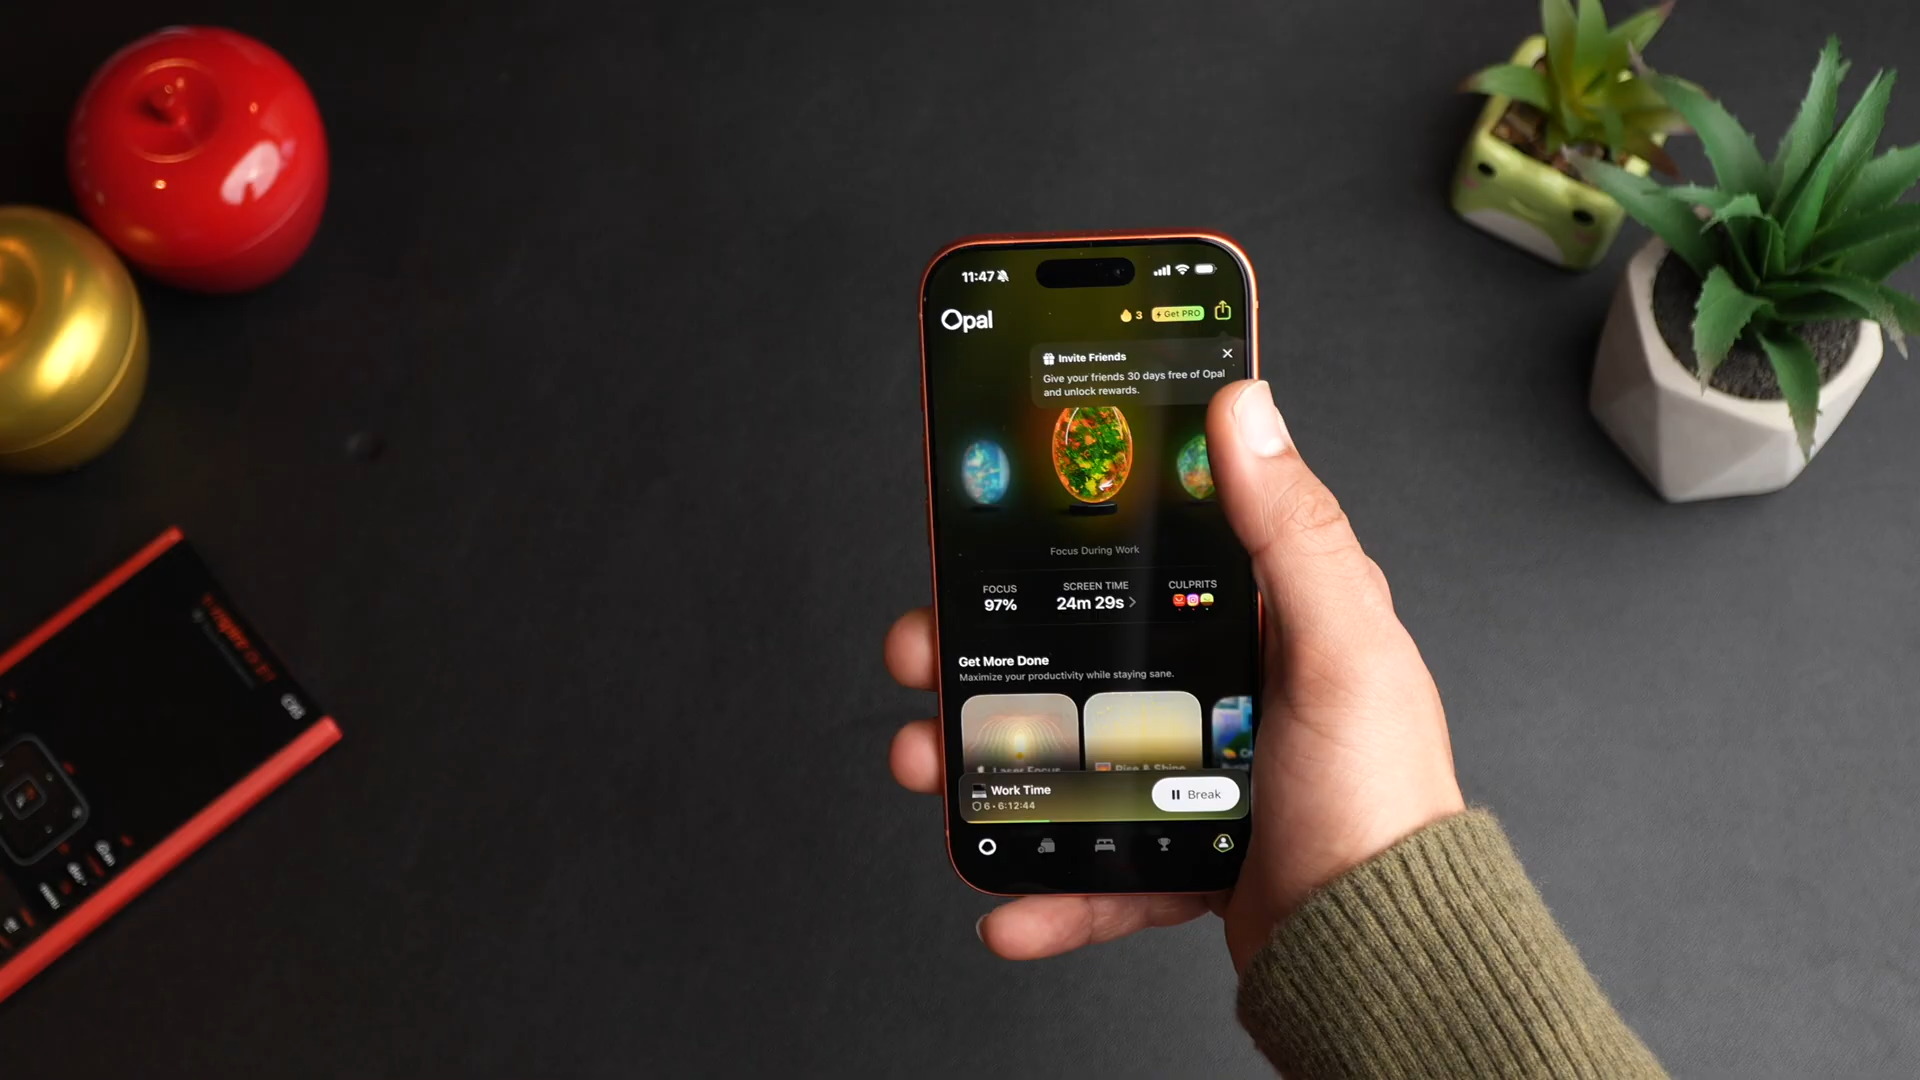 11:47
Opal
3
Get PRO
Invite Friends
Give your friends 30 days free of Opal
and unlock rewards.
Focus During Work
FOCUS
97%
SCREEN TIME
24m 29s
CULPRITS
Get More Done
Maximize your productivity while staying sane.
Laser Focus
Rise & Shine
Work Time
6 • 6:12:44
Break
menu